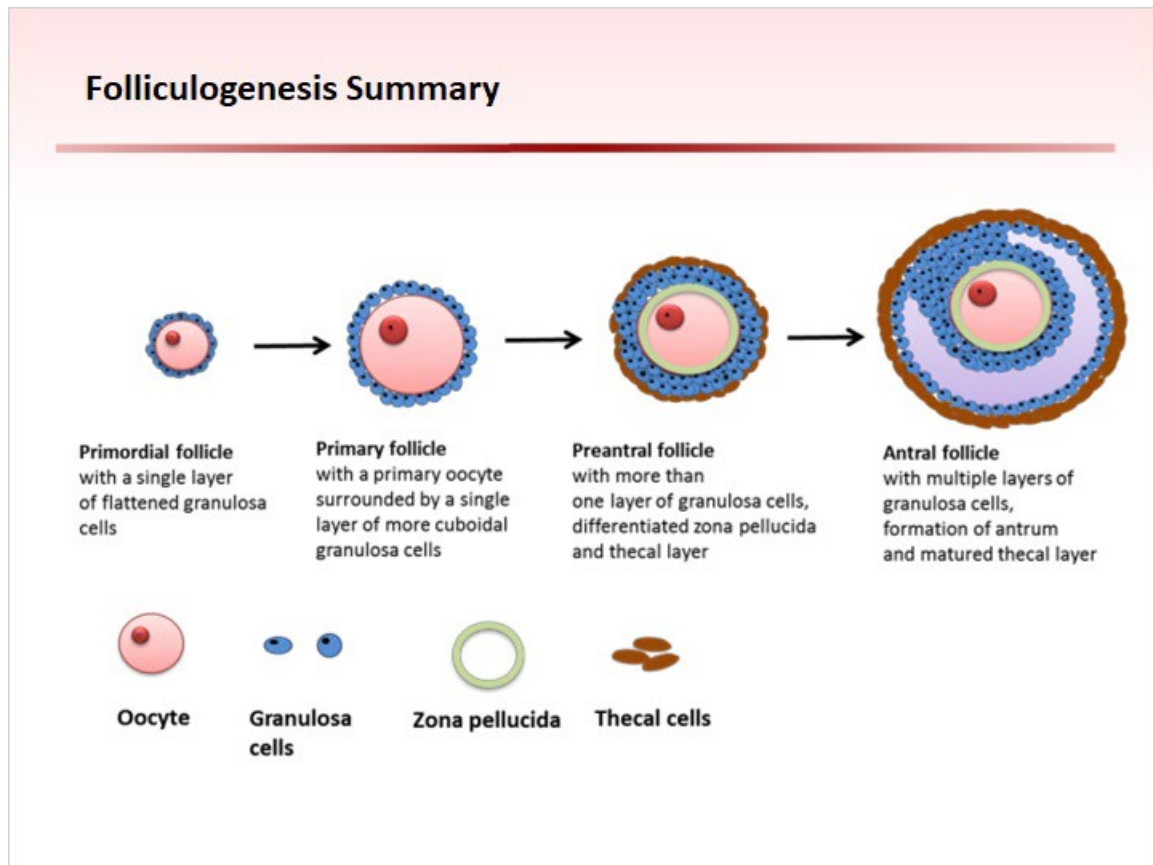 Folliculogenesis Summary
Primordial follicle
with a single layer
of flattened granulosa
cells
Primary follicle
with a primary oocyte
surrounded by a single
layer of more cuboidal
granulosa cells
Preantral follicle
with more than
one layer of granulosa cells,
differentiated zona pellucida
and thecal layer
Antral follicle
with multiple layers of
granulosa cells,
formation of antrum
and matured thecal layer
Oocyte
Granulosa
cells
Zona pellucida
Thecal cells